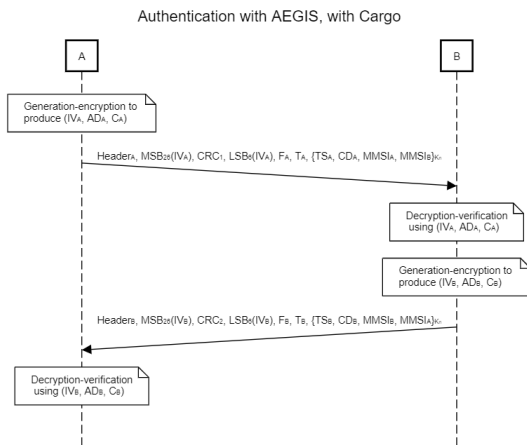 Authentication with AEGIS, with Cargo
A
B
Generation-encryption to
produce (IVA, ADA, CA)
HeaderA, MSB26(IVA), CRC1, LSB6(IVA), FA, TA, {TSA, CDA, MMSIA, MMSIB}Kr
Decryption-verification
using (IVA, ADA, CA)
Generation-encryption to
produce (IVB, ADB, CB)
HeaderB, MSB26(IVB), CRC2, LSB6(IVB), FB, TB, {TSB, CDB, MMSIB, MMSIA}Kr
Decryption-verification
using (IVB, ADB, CB)